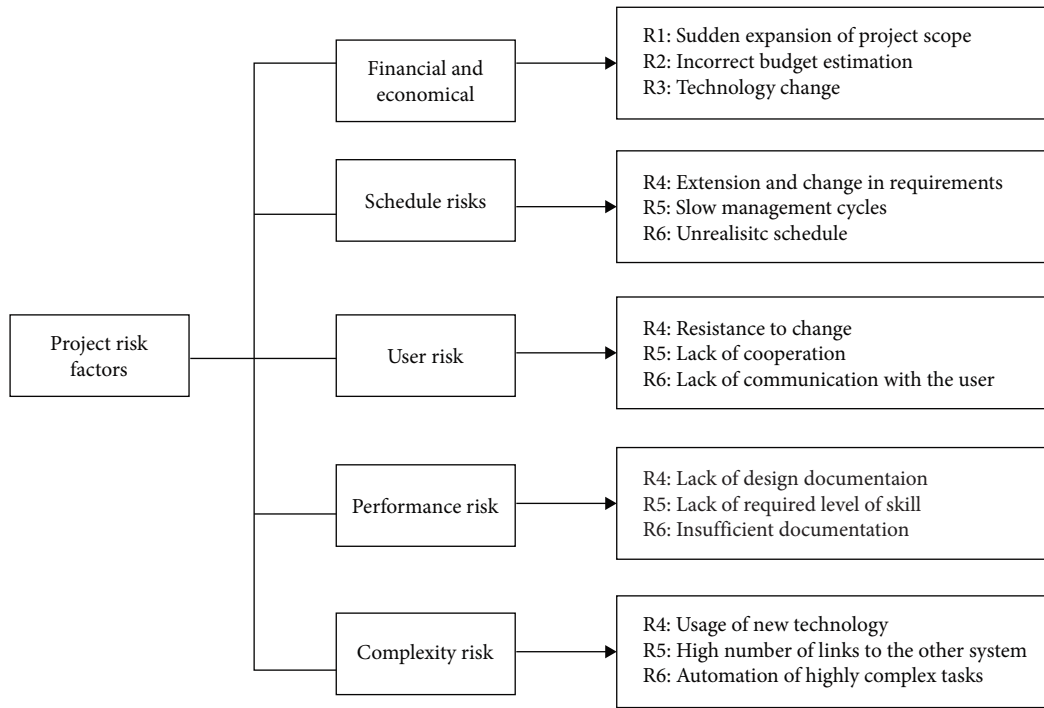 Project risk
factors
Financial and
economical
R1: Sudden expansion of project scope
R2: Incorrect budget estimation
R3: Technology change
Schedule risks
R4: Extension and change in requirements
R5: Slow management cycles
R6: Unrealisitc schedule
User risk
R4: Resistance to change
R5: Lack of cooperation
R6: Lack of communication with the user
Performance risk
R4: Lack of design documentaion
R5: Lack of required level of skill
R6: Insufficient documentation
Complexity risk
R4: Usage of new technology
R5: High number of links to the other system
R6: Automation of highly complex tasks